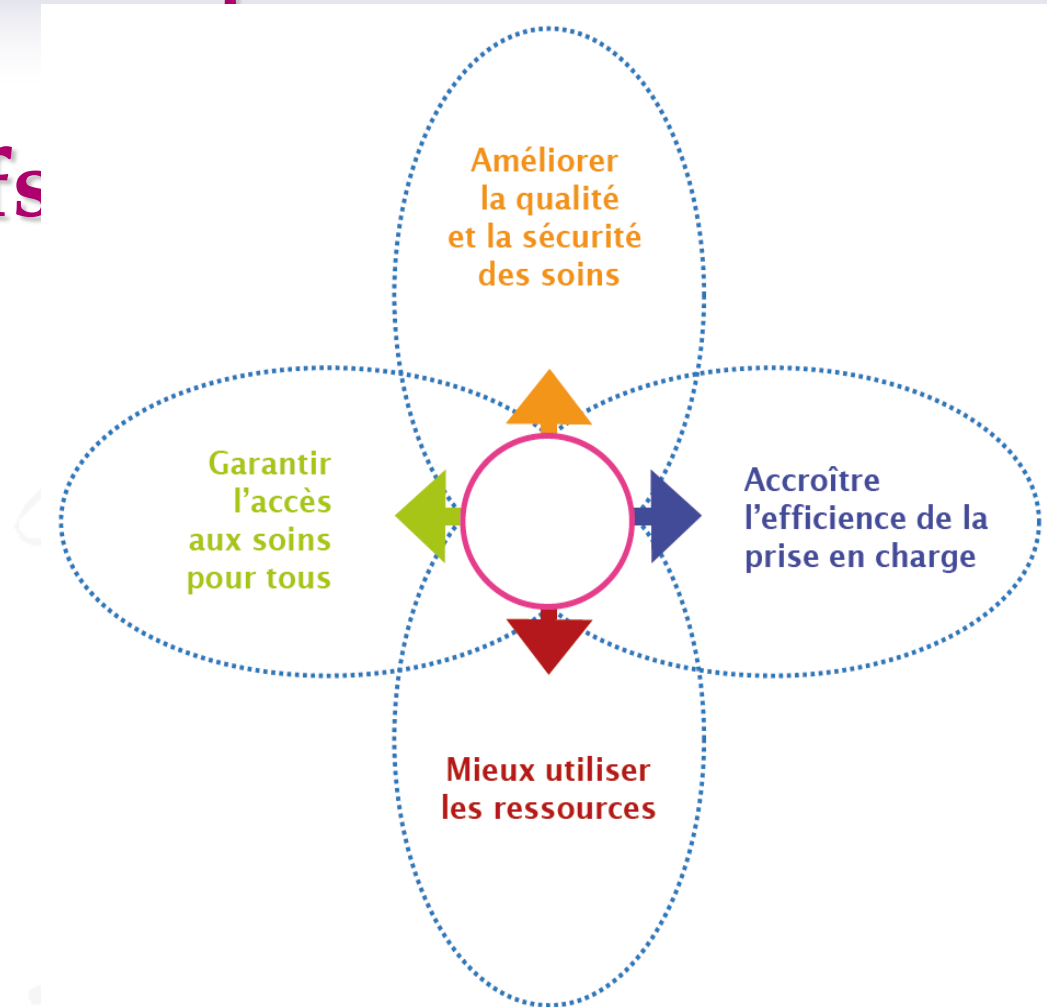 fs
Améliorer
la qualité
et la sécurité
des soins
Garantir
l'accès
aux soins
pour tous
Accroître
l'efficience de la
prise en charge
Mieux utiliser
les ressources